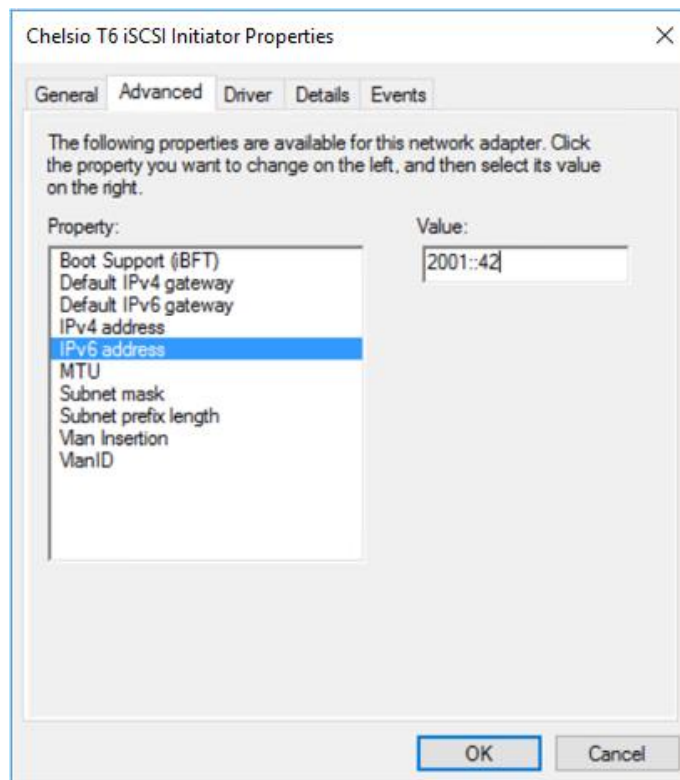 Chelsio T6 iSCSI Initiator Properties
General Advanced Driver Details Events
The following properties are available for this network adapter. Click
the property you want to change on the left, and then select its value
on the right.
Property: Value:
Boot Support (iBFT) 2001::42
Default IPv4 gateway
Default IPv6 gateway
IPv4 address
IPv6 address
MTU
Subnet mask
Subnet prefix length
Vlan Insertion
VlanID
OK Cancel